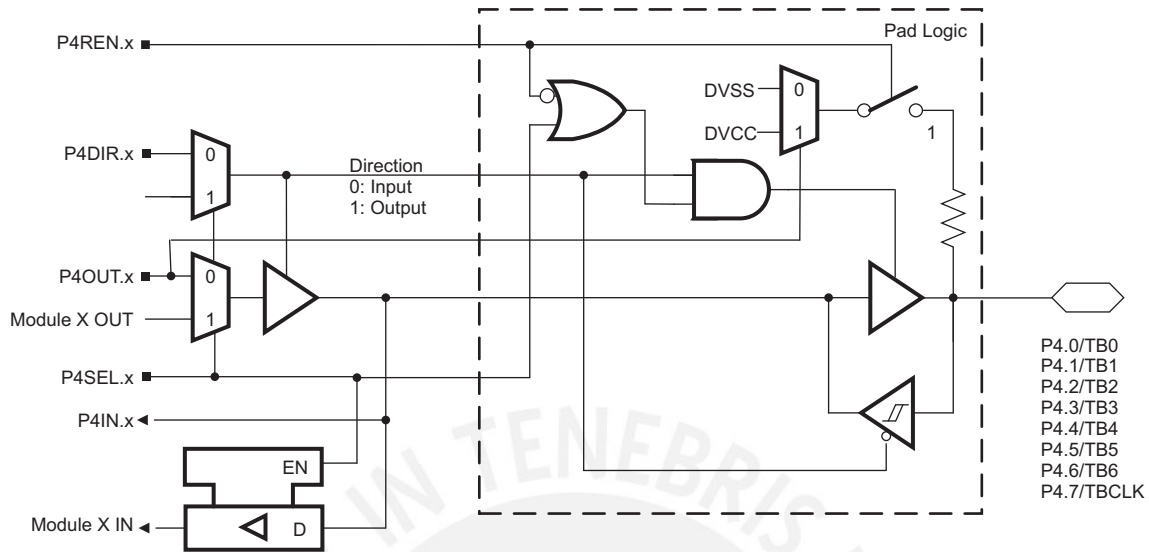 P4REN.x
Pad Logic
DVSS
0
DVCC
1
1
P4DIR.x
0
1
Direction
0: Input
1: Output
P4OUT.x
0
Module X OUT
1
P4SEL.x
P4IN.x
EN
Module X IN
D
P4.0/TB0
P4.1/TB1
P4.2/TB2
P4.3/TB3
P4.4/TB4
P4.5/TB5
P4.6/TB6
P4.7/TBCLK
IN TENEBRIS